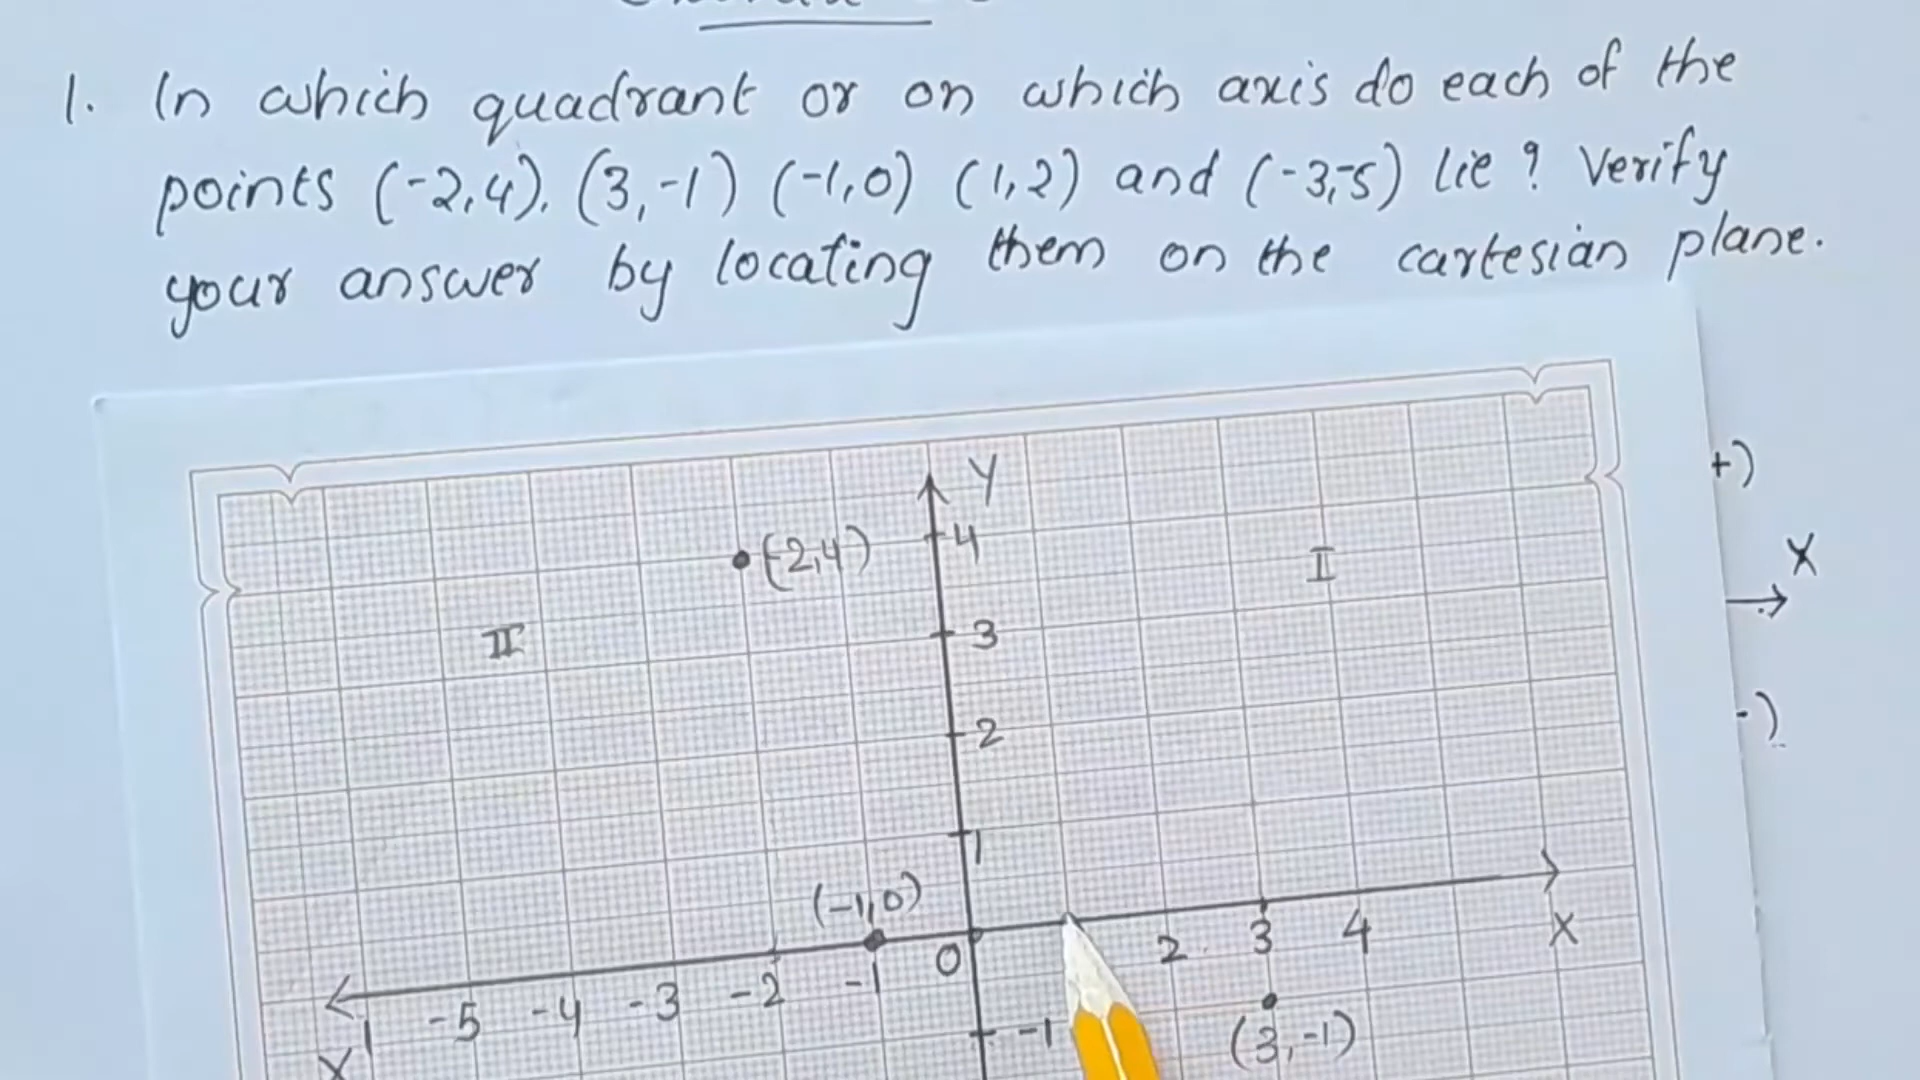 1. In which quadrant or on which axis do each of the
points (-2,4), (3,-1) (-1,0) (1,2) and (-3,-5) lie? Verify
your answer by locating them on the cartesian plane.
+)
Y
(-2,4)
4
I
X
II
3
2
-)
1
(-1,0)
-5 -4 -3 -2 -1 0 2 3 4 X
X
-1
(3,-1)